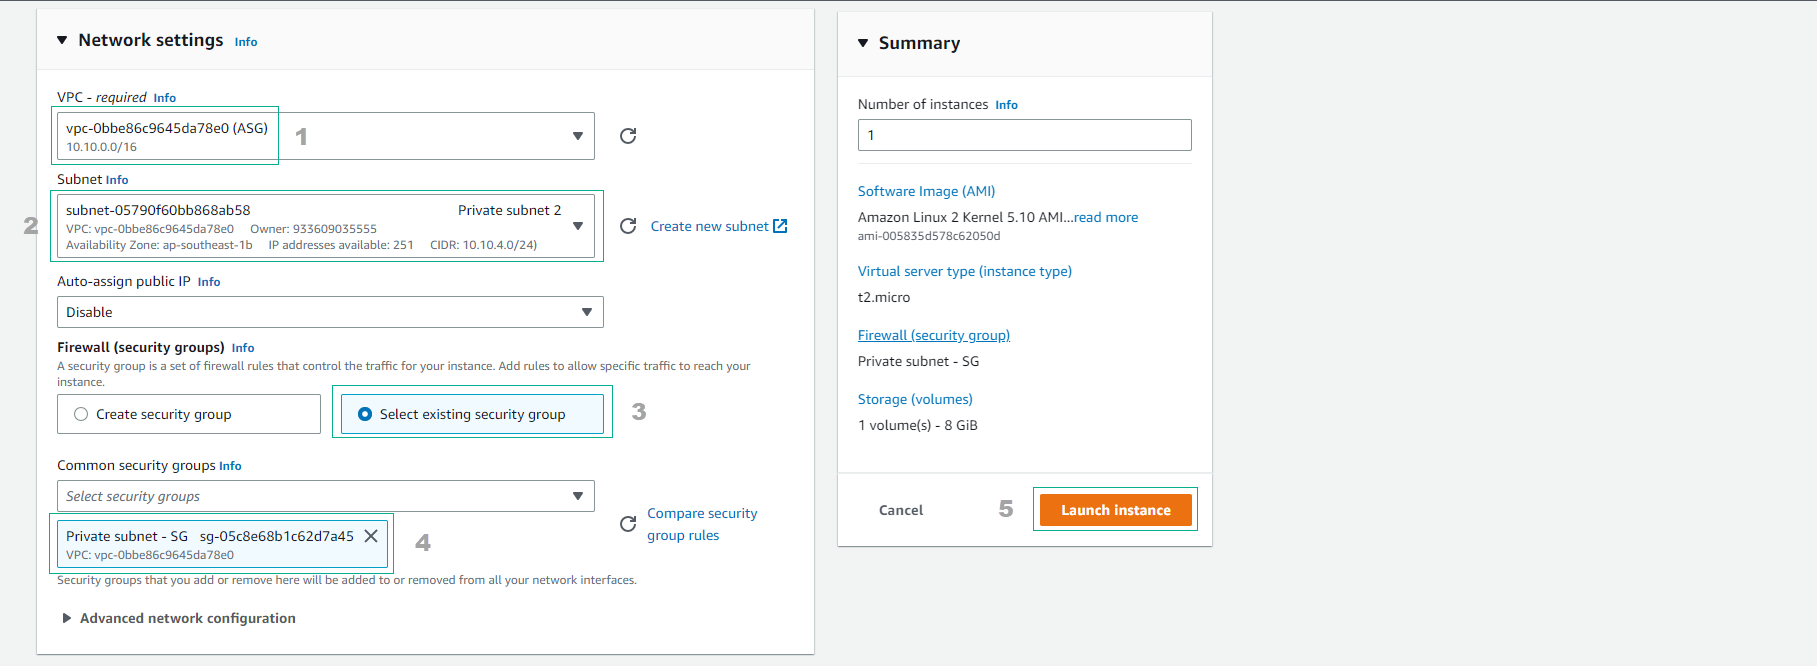 Network settings Info
VPC - required Info
vpc-0bbe86c9645da78e0 (ASG)
10.10.0.0/16
1
Subnet Info
2
subnet-05790f60bb868ab58 Private subnet 2
VPC: vpc-0bbe86c9645da78e0 Owner: 933609035555
Availability Zone: ap-southeast-1b IP addresses available: 251 CIDR: 10.10.4.0/24)
Create new subnet
Auto-assign public IP Info
Disable
Firewall (security groups) Info
A security group is a set of firewall rules that control the traffic for your instance. Add rules to allow specific traffic to reach your
instance.
Create security group
Select existing security group
3
Common security groups Info
Select security groups
Private subnet - SG sg-05c8e68b1c62d7a45
VPC: vpc-0bbe86c9645da78e0
4
Compare security
group rules
Security groups that you add or remove here will be added to or removed from all your network interfaces.
Advanced network configuration
Summary
Number of instances Info
1
Software Image (AMI)
Amazon Linux 2 Kernel 5.10 AMI...read more
ami-005835d578c62050d
Virtual server type (instance type)
t2.micro
Firewall (security group)
Private subnet - SG
Storage (volumes)
1 volume(s) - 8 GiB
Cancel
5
Launch instance